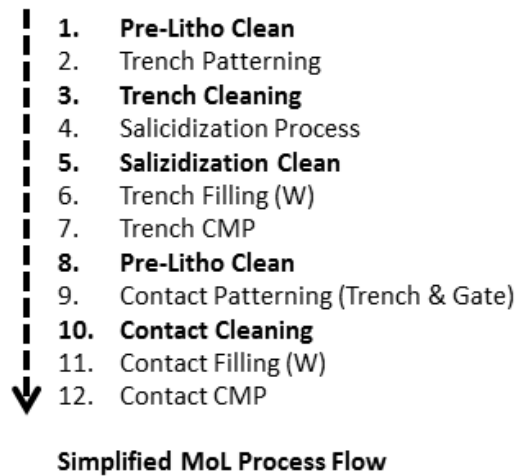 1. Pre-Litho Clean
2. Trench Patterning
3. Trench Cleaning
4. Salicidization Process
5. Salizidization Clean
6. Trench Filling (W)
7. Trench CMP
8. Pre-Litho Clean
9. Contact Patterning (Trench & Gate)
10. Contact Cleaning
11. Contact Filling (W)
12. Contact CMP
Simplified MoL Process Flow